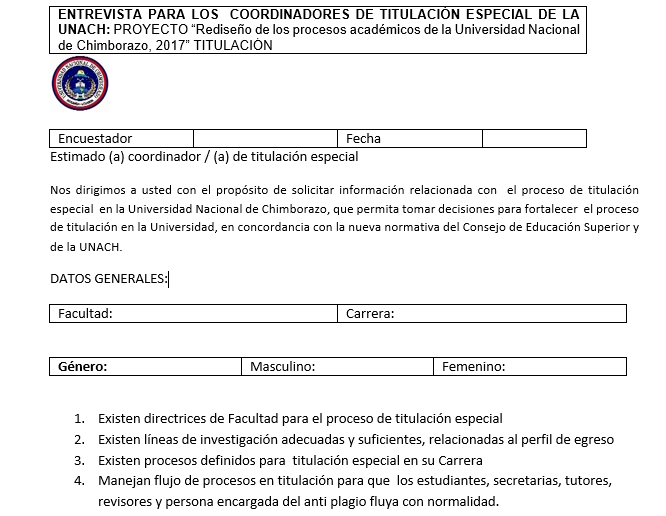 ENTREVISTA PARA LOS COORDINADORES DE TITULACIÓN ESPECIAL DE LA
UNACH: PROYECTO “Rediseño de los procesos académicos de la Universidad Nacional
de Chimborazo, 2017” TITULACIÓN
Encuestador Fecha
Estimado (a) coordinador / (a) de titulación especial
Nos dirigimos a usted con el propósito de solicitar información relacionada con el proceso de titulación
especial en la Universidad Nacional de Chimborazo, que permita tomar decisiones para fortalecer el proceso
de titulación en la Universidad, en concordancia con la nueva normativa del Consejo de Educación Superior y
de la UNACH.
DATOS GENERALES:
Facultad: Carrera:
Género: Masculino: Femenino:
1. Existen directrices de Facultad para el proceso de titulación especial
2. Existen líneas de investigación adecuadas y suficientes, relacionadas al perfil de egreso
3. Existen procesos definidos para titulación especial en su Carrera
4. Manejan flujo de procesos en titulación para que los estudiantes, secretarias, tutores,
revisores y persona encargada del anti plagio fluya con normalidad.